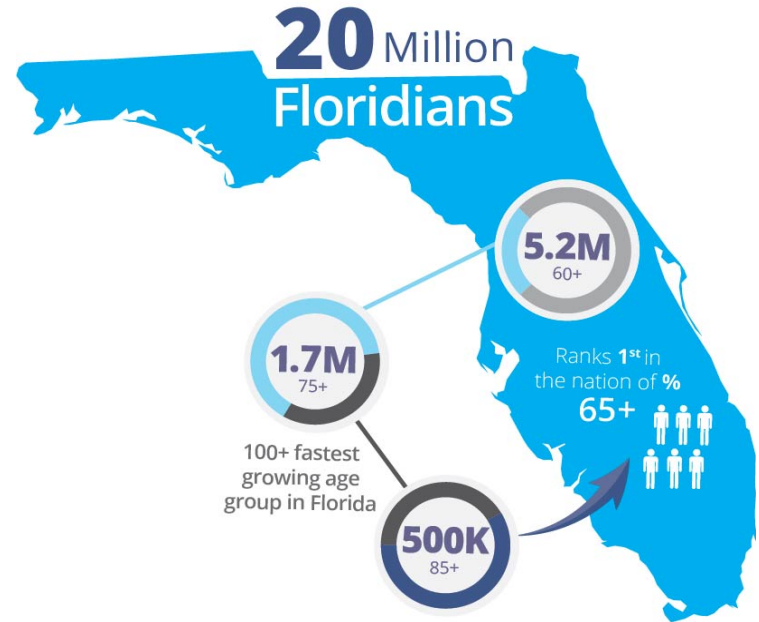 20 Million
Floridians
5.2M
60+
1.7M
75+
Ranks 1st in
the nation of %
65+
100+ fastest
growing age
group in Florida
500K
85+